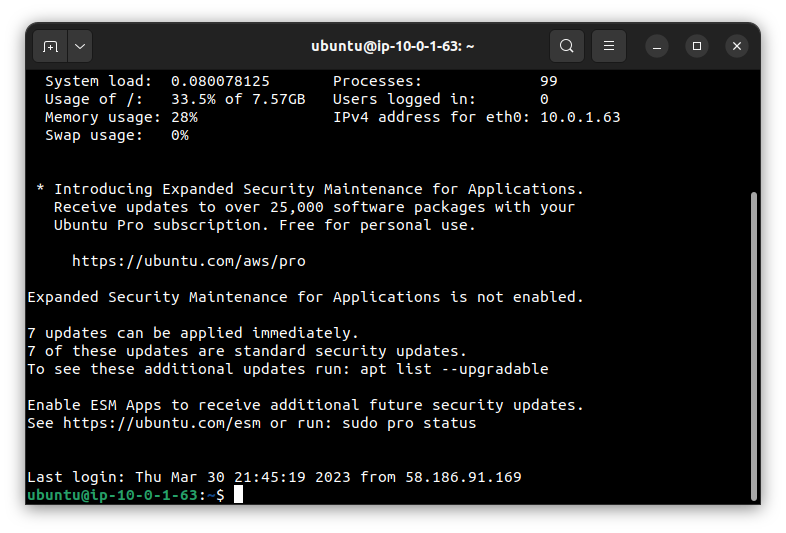 ubuntu@ip-10-0-1-63: ~
System load:  0.080078125       Processes:             99
Usage of /:   33.5% of 7.57GB   Users logged in:       0
Memory usage: 28%               IPv4 address for eth0: 10.0.1.63
Swap usage:   0%
* Introducing Expanded Security Maintenance for Applications.
Receive updates to over 25,000 software packages with your
Ubuntu Pro subscription. Free for personal use.
https://ubuntu.com/aws/pro
Expanded Security Maintenance for Applications is not enabled.
7 updates can be applied immediately.
7 of these updates are standard security updates.
To see these additional updates run: apt list --upgradable
Enable ESM Apps to receive additional future security updates.
See https://ubuntu.com/esm or run: sudo pro status
Last login: Thu Mar 30 21:45:19 2023 from 58.186.91.169
ubuntu@ip-10-0-1-63:~$